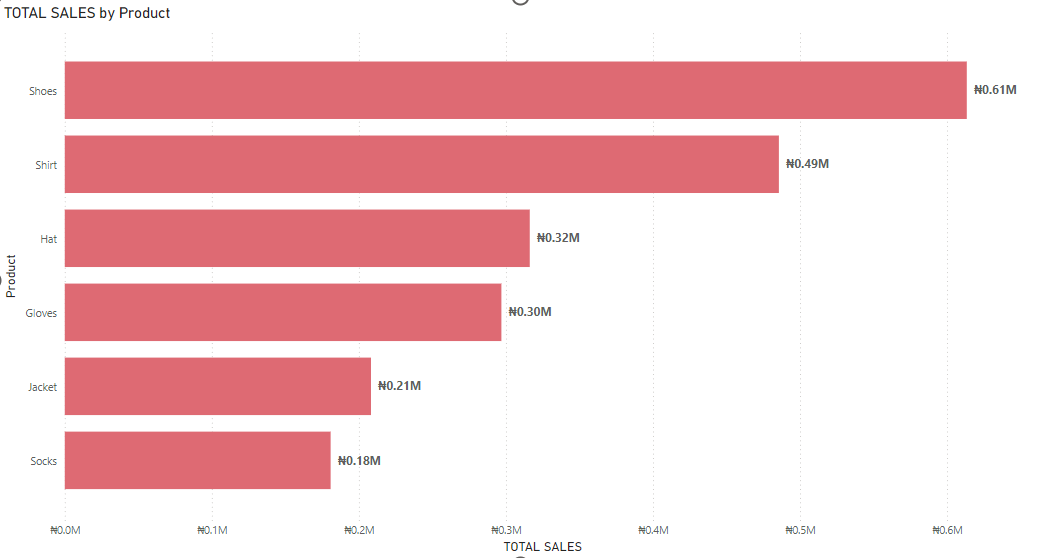 TOTAL SALES by Product
Shoes
₦0.61M
Shirt
₦0.49M
Hat
₦0.32M
Gloves
₦0.30M
Jacket
₦0.21M
Socks
₦0.18M
Product
₦0.0M
₦0.1M
₦0.2M
₦0.3M
₦0.4M
₦0.5M
₦0.6M
TOTAL SALES